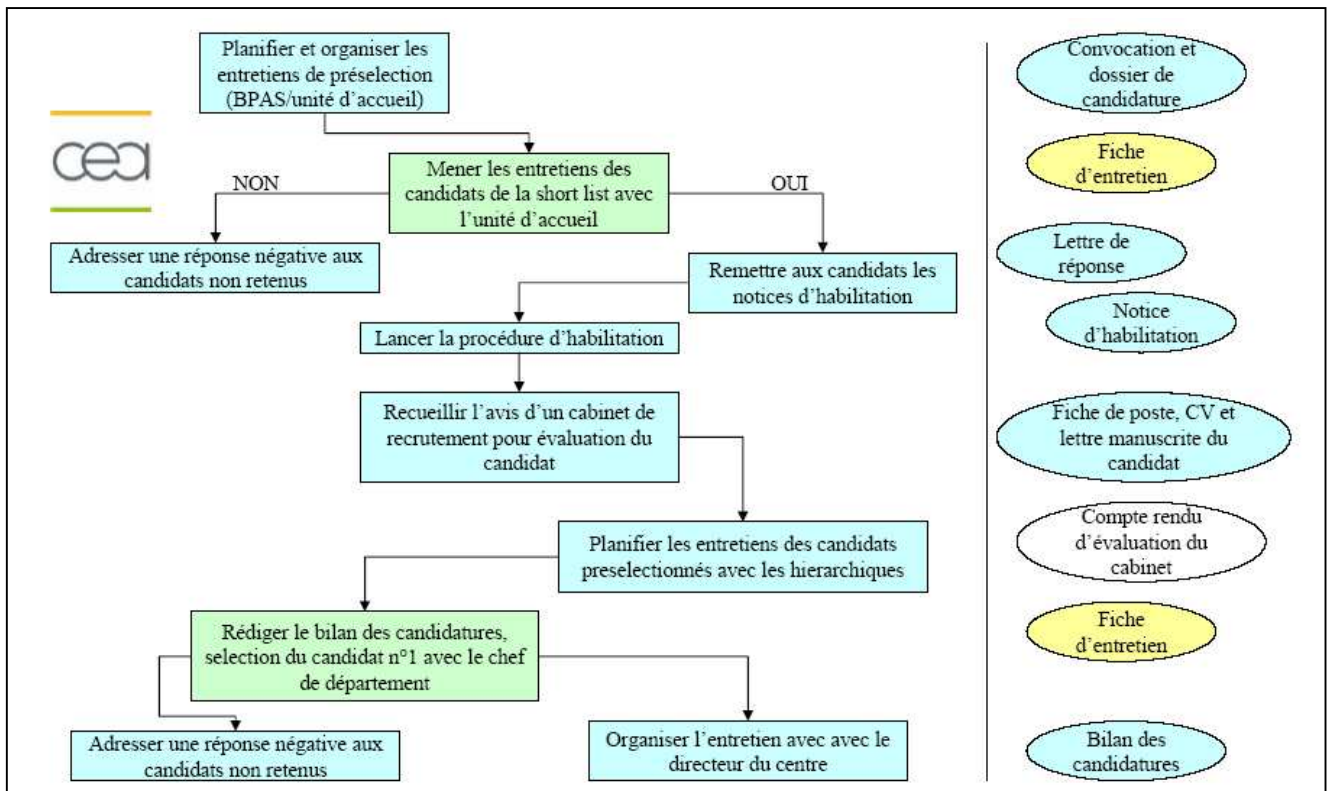 Planifier et organiser les
entretiens de préselection
(BPAS/unité d'accueil)
cea
Mener les entretiens des
candidats de la short list avec
l'unité d'accueil
NON
OUI
Adresser une réponse négative aux
candidats non retenus
Remettre aux candidats les
notices d'habilitation
Lancer la procédure d'habilitation
Recueillir l'avis d'un cabinet de
recrutement pour évaluation du
candidat
Planifier les entretiens des candidats
preselectionnés avec les hierarchiques
Rédiger le bilan des candidatures,
selection du candidat n°1 avec le chef
de département
Adresser une réponse négative aux
candidats non retenus
Organiser l'entretien avec avec le
directeur du centre
Convocation et
dossier de
candidature
Fiche
d'entretien
Lettre de
réponse
Notice
d'habilitation
Fiche de poste, CV et
lettre manuscrite du
candidat
Compte rendu
d'évaluation du
cabinet
Fiche
d'entretien
Bilan des
candidatures